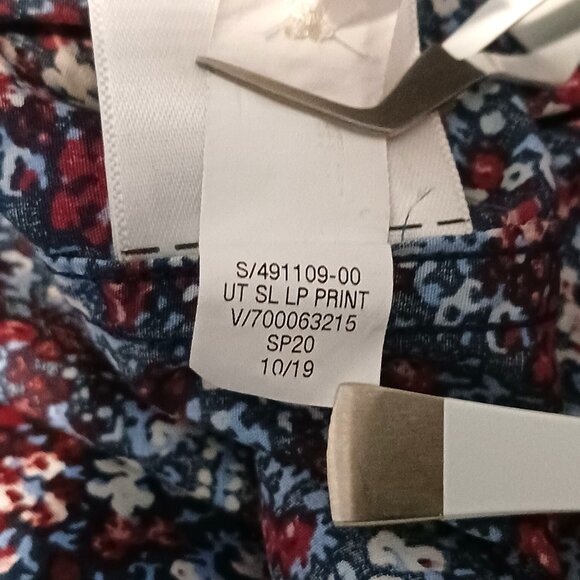 S/491109-00
UT SL LP PRINT
V/700063215
SP20
10/19